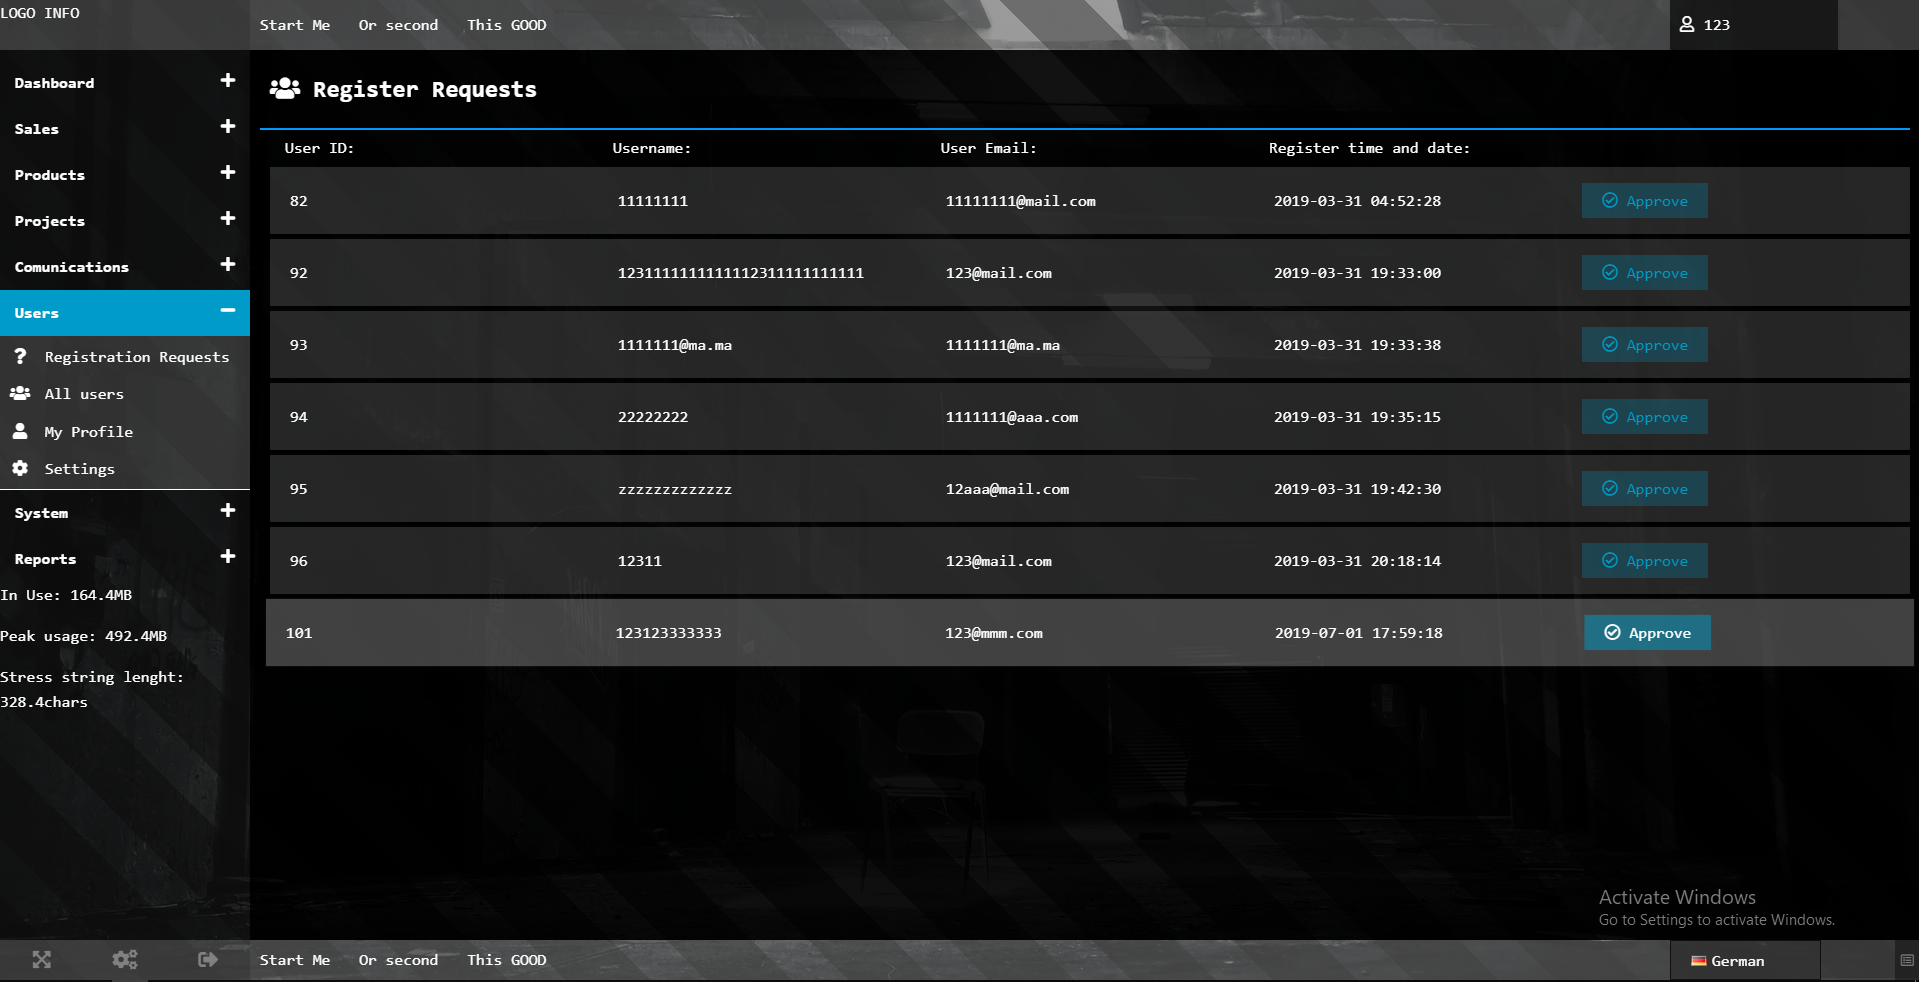 LOGO INFO
Start Me Or second This GOOD
123
Dashboard
Sales
Products
Projects
Comunications
Users
Registration Requests
All users
My Profile
Settings
System
Reports
In Use: 164.4MB
Peak usage: 492.4MB
Stress string lenght:
328.4chars
Register Requests
User ID: Username: User Email: Register time and date:
82 11111111 11111111@mail.com 2019-03-31 04:52:28 Approve
92 1231111111111112311111111111 123@mail.com 2019-03-31 19:33:00 Approve
93 1111111@ma.ma 1111111@ma.ma 2019-03-31 19:33:38 Approve
94 22222222 1111111@aaa.com 2019-03-31 19:35:15 Approve
95 zzzzzzzzzzzzz 12aaa@mail.com 2019-03-31 19:42:30 Approve
96 12311 123@mail.com 2019-03-31 20:18:14 Approve
101 123123333333 123@mmm.com 2019-07-01 17:59:18 Approve
Activate Windows
Go to Settings to activate Windows.
Start Me Or second This GOOD
German